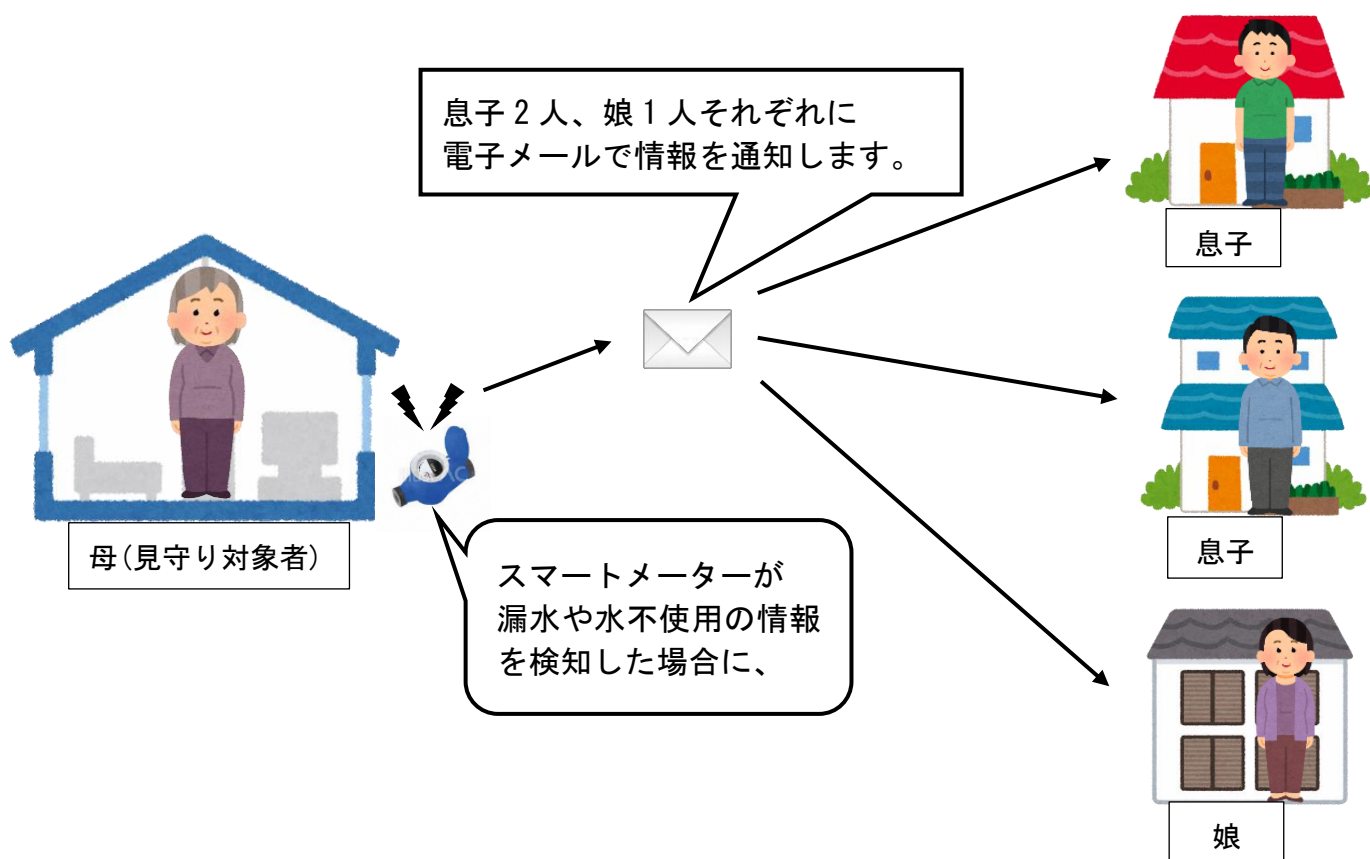 息子２人、娘１人それぞれに
電子メールで情報を通知します。
息子
息子
母(見守り対象者)
スマートメーターが
漏水や水不使用の情報
を検知した場合に、
娘